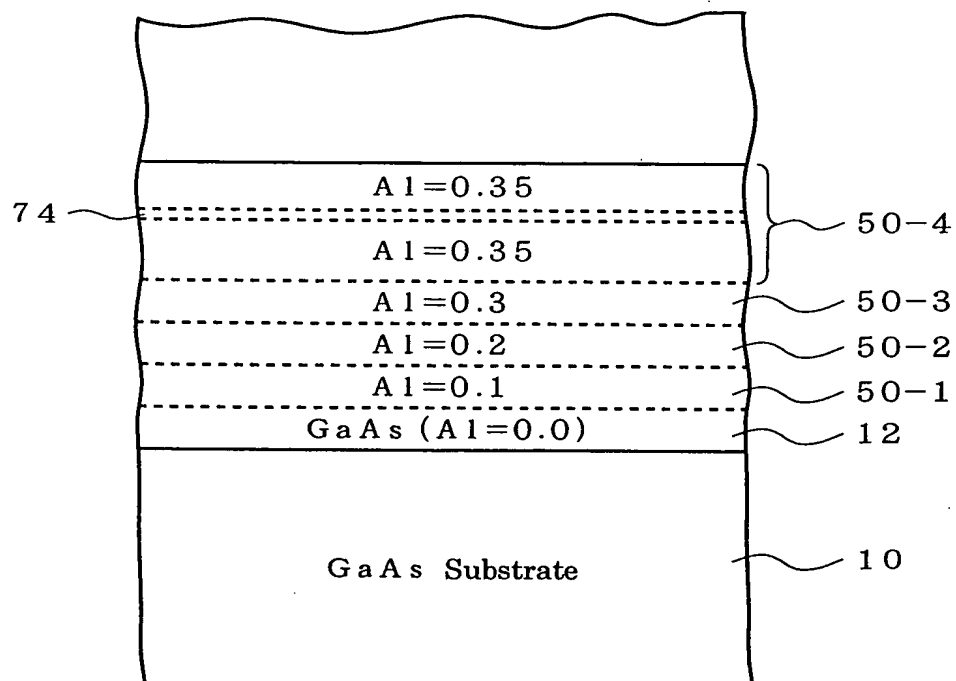 Al=0.35
74
50-4
Al=0.35
Al=0.3
50-3
Al=0.2
50-2
Al=0.1
50-1
GaAs (Al=0.0)
12
GaAs Substrate
10